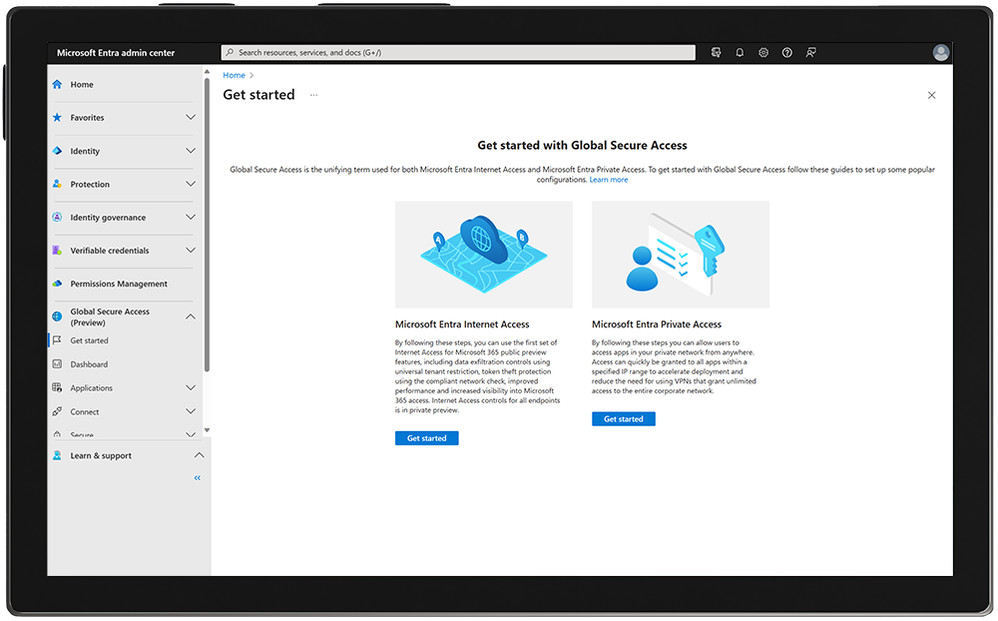 Microsoft Entra admin center
Search resources, services, and docs (G+/)
Home
Favorites
Identity
Protection
Identity governance
Verifiable credentials
Permissions Management
Global Secure Access
(Preview)
Get started
Dashboard
Applications
Connect
Secure
Learn & support
Home >
Get started ...
Get started with Global Secure Access
Global Secure Access is the unifying term used for both Microsoft Entra Internet Access and Microsoft Entra Private Access. To get started with Global Secure Access follow these guides to set up some popular
configurations. Learn more
A
B
Microsoft Entra Internet Access
By following these steps, you can use the first set of
Internet Access for Microsoft 365 public preview
features, including data exfiltration controls using
universal tenant restriction, token theft protection
using the compliant network check, improved
performance and increased visibility into Microsoft
365 access. Internet Access controls for all endpoints
is in private preview.
Get started
Microsoft Entra Private Access
By following these steps you can allow users to
access apps in your private network from anywhere.
Access can quickly be granted to all apps within a
specified IP range to accelerate deployment and
reduce the need for using VPNs that grant unlimited
access to the entire corporate network.
Get started